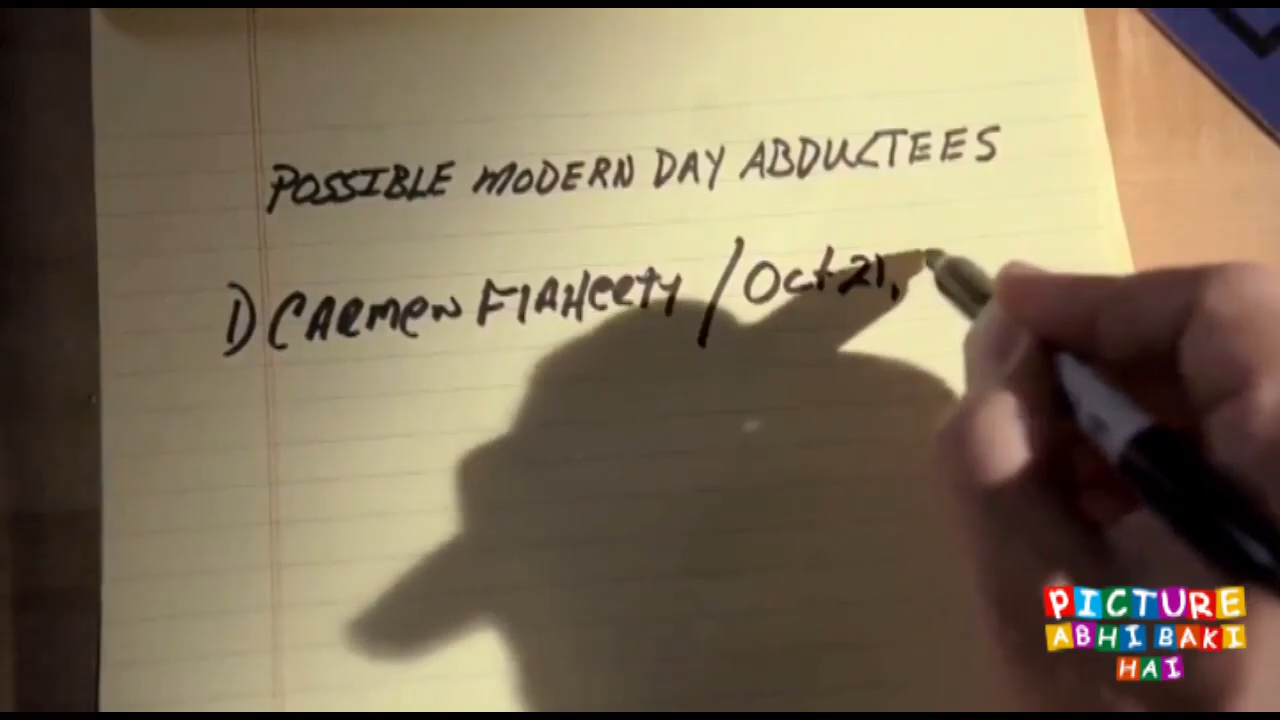 POSSIBLE MODERN DAY ABDUCTEES
1) CARMEN FlAHeRTy / Oct 21,
PICTURE
ABHI BAKI
HAI